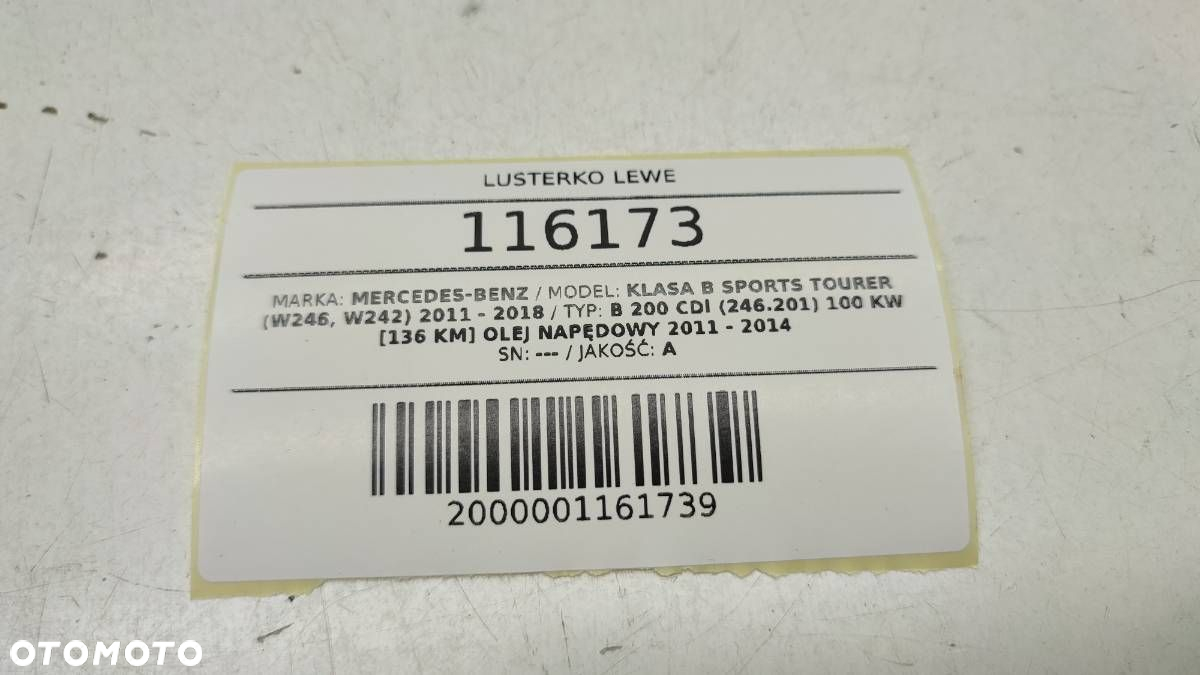 LUSTERKO LEWE
116173
MARKA: MERCEDES-BENZ / MODEL: KLASA B SPORTS TOURER
(W246, W242) 2011 - 2018 / TYP: B 200 CDI (246.201) 100 KW
[136 KM] OLEJ NAPĘDOWY 2011 - 2014
SN: --- / JAKOŚĆ: A
2000001161739
OTOMOTO